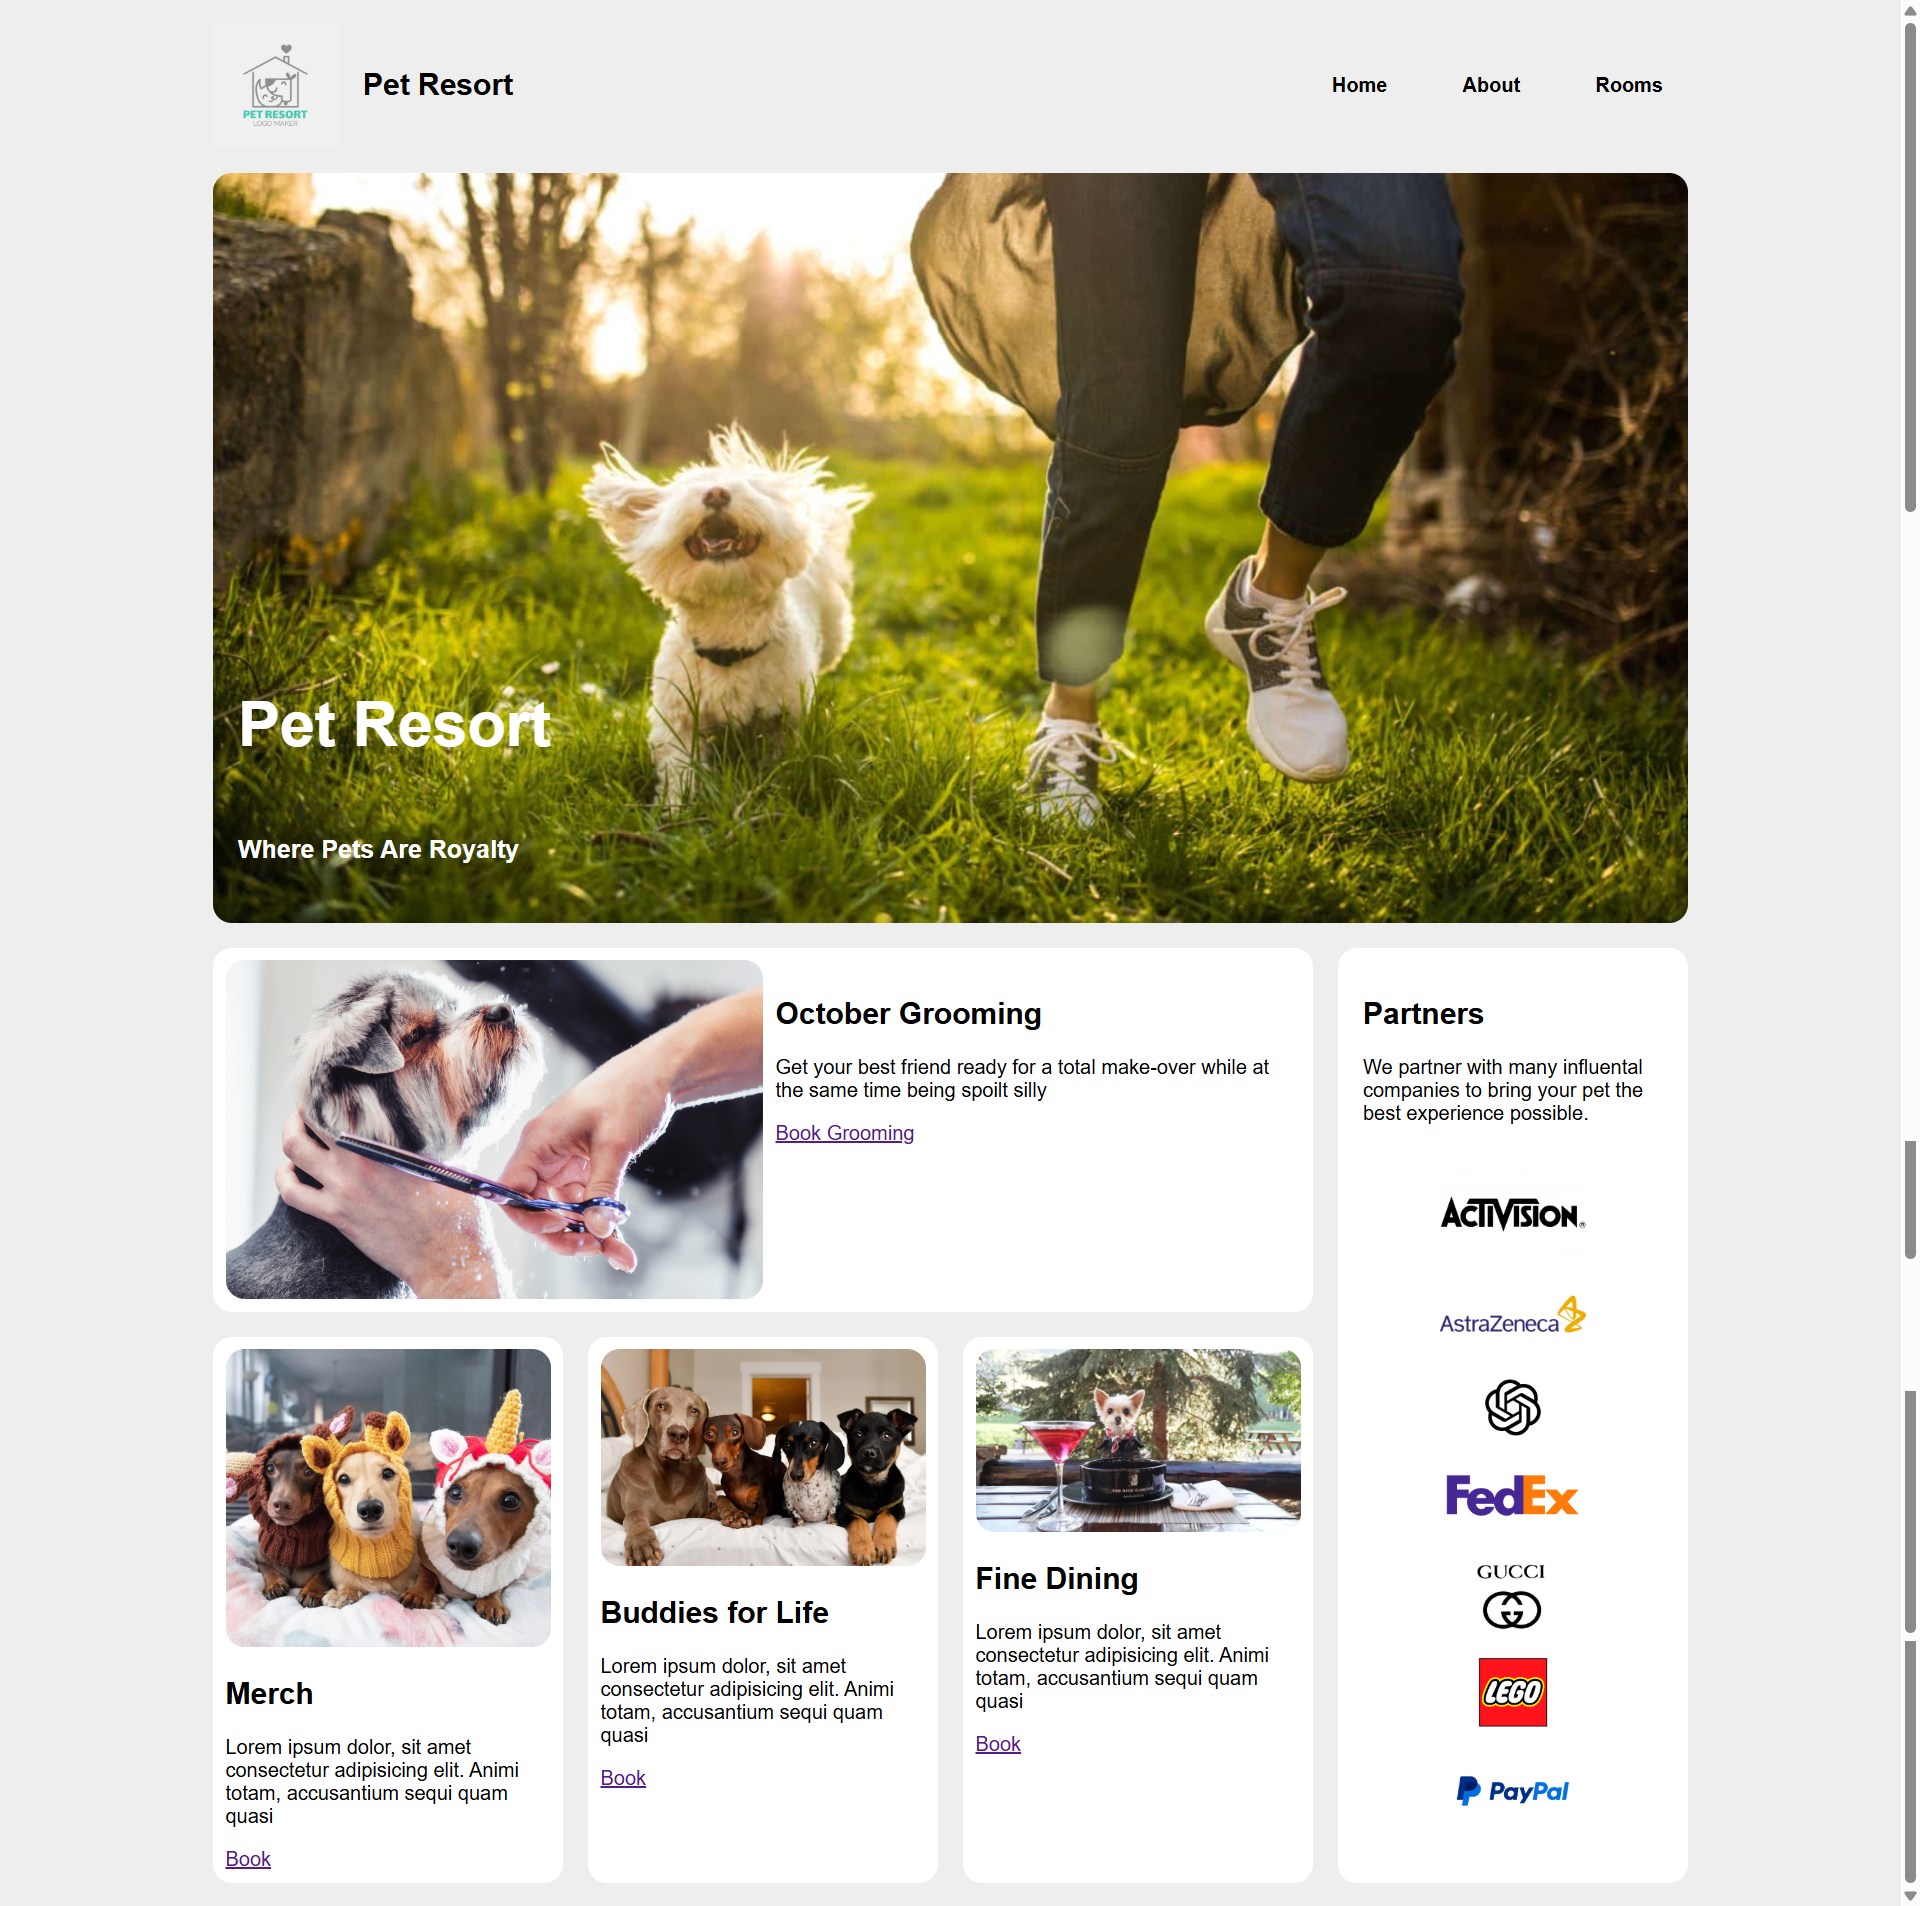 PET RESORT
LOGO MAKER
Pet Resort
Home
About
Rooms
Pet Resort
Where Pets Are Royalty
October Grooming
Get your best friend ready for a total make-over while at
the same time being spoilt silly
Book Grooming
Merch
Lorem ipsum dolor, sit amet
consectetur adipisicing elit. Animi
totam, accusantium sequi quam
quasi
Book
Buddies for Life
Lorem ipsum dolor, sit amet
consectetur adipisicing elit. Animi
totam, accusantium sequi quam
quasi
Book
Fine Dining
Lorem ipsum dolor, sit amet
consectetur adipisicing elit. Animi
totam, accusantium sequi quam
quasi
Book
Partners
We partner with many influental
companies to bring your pet the
best experience possible.
ACTIVISION®
AstraZeneca
FedEx
GUCCI
LEGO
PayPal